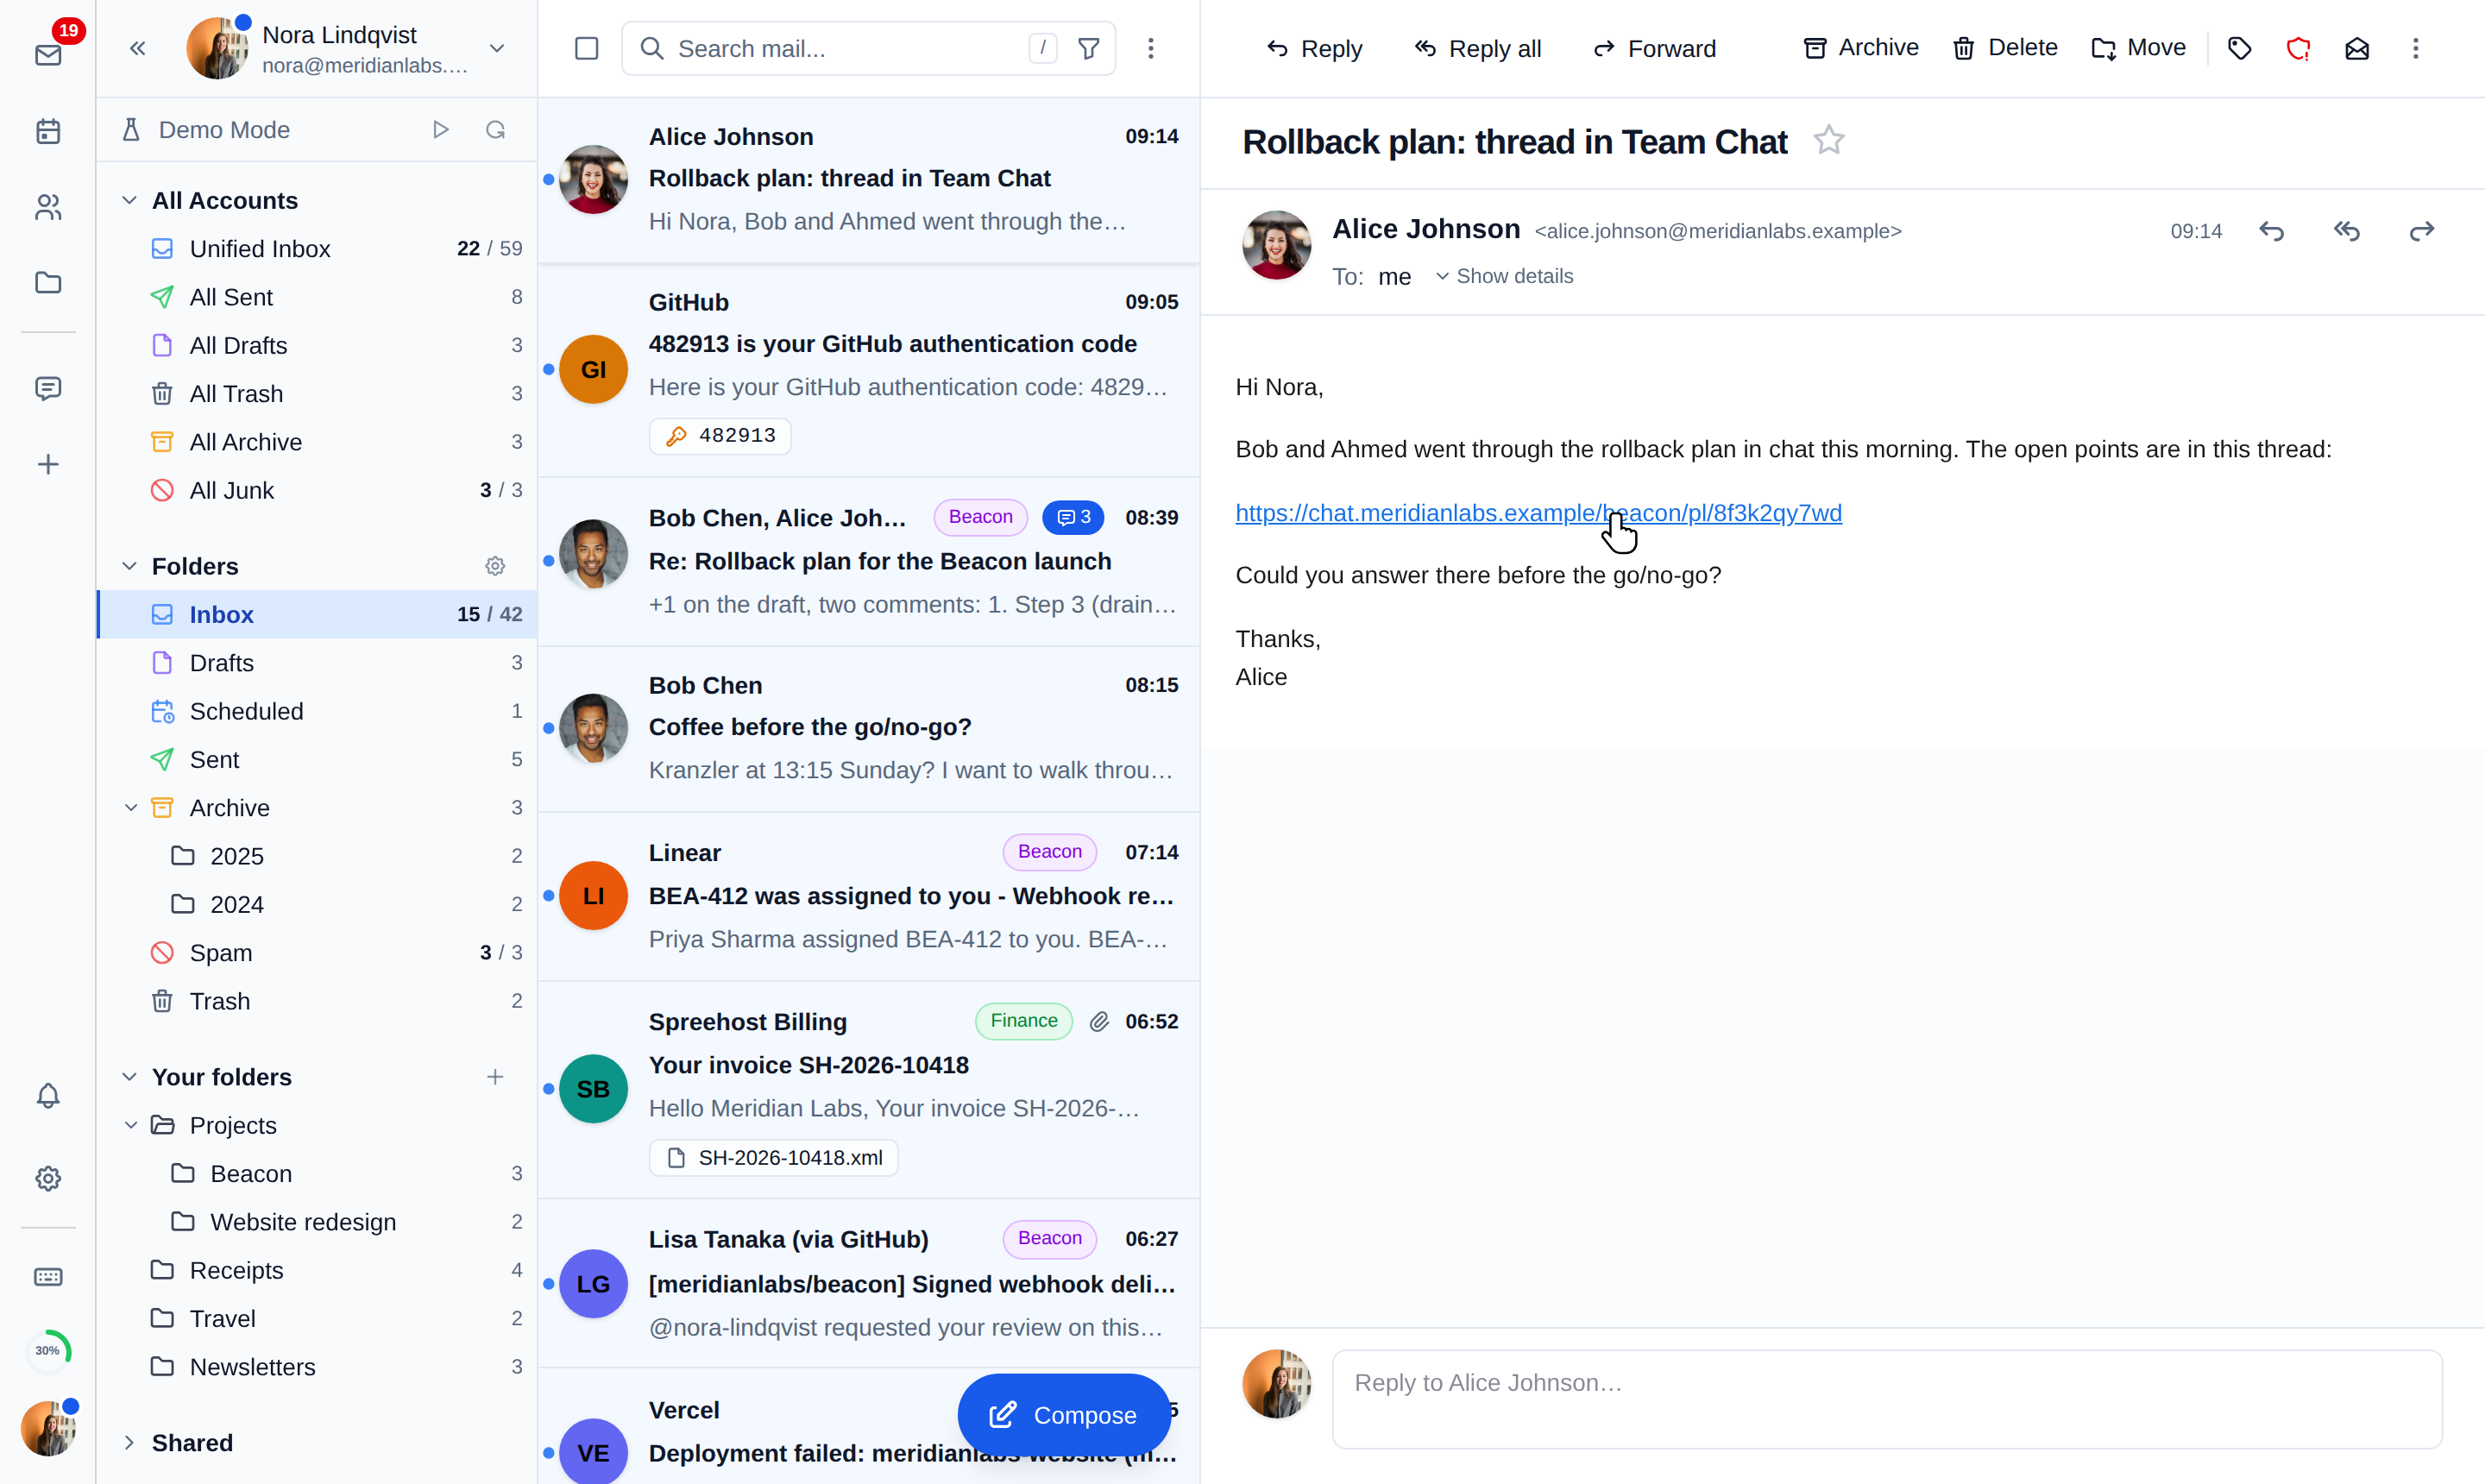 19
30%
Nora Lindqvist
nora@meridianlabs....
Demo Mode
All Accounts
Unified Inbox 22 / 59
All Sent 8
All Drafts 3
All Trash 3
All Archive 3
All Junk 3 / 3
Folders
Inbox 15 / 42
Drafts 3
Scheduled 1
Sent 5
Archive 3
2025 2
2024 2
Spam 3 / 3
Trash 2
Your folders
Projects
Beacon 3
Website redesign 2
Receipts 4
Travel 2
Newsletters 3
Shared
Search mail... /
Alice Johnson 09:14
Rollback plan: thread in Team Chat
Hi Nora, Bob and Ahmed went through the…
GitHub 09:05
GI
482913 is your GitHub authentication code
Here is your GitHub authentication code: 4829…
482913
Bob Chen, Alice Joh… Beacon 3 08:39
Re: Rollback plan for the Beacon launch
+1 on the draft, two comments: 1. Step 3 (drain…
Bob Chen 08:15
Coffee before the go/no-go?
Kranzler at 13:15 Sunday? I want to walk throu…
Linear Beacon 07:14
LI
BEA-412 was assigned to you - Webhook re…
Priya Sharma assigned BEA-412 to you. BEA-…
Spreehost Billing Finance 06:52
SB
Your invoice SH-2026-10418
Hello Meridian Labs, Your invoice SH-2026-…
SH-2026-10418.xml
Lisa Tanaka (via GitHub) Beacon 06:27
LG
[meridianlabs/beacon] Signed webhook deli…
@nora-lindqvist requested your review on this…
Vercel
VE
Deployment failed: meridianlabs-website (m…
Compose
Reply Reply all Forward Archive Delete Move
Rollback plan: thread in Team Chat
Alice Johnson <alice.johnson@meridianlabs.example> 09:14
To: me Show details
Hi Nora,
Bob and Ahmed went through the rollback plan in chat this morning. The open points are in this thread:
https://chat.meridianlabs.example/beacon/pl/8f3k2qy7wd
Could you answer there before the go/no-go?
Thanks,
Alice
Reply to Alice Johnson…